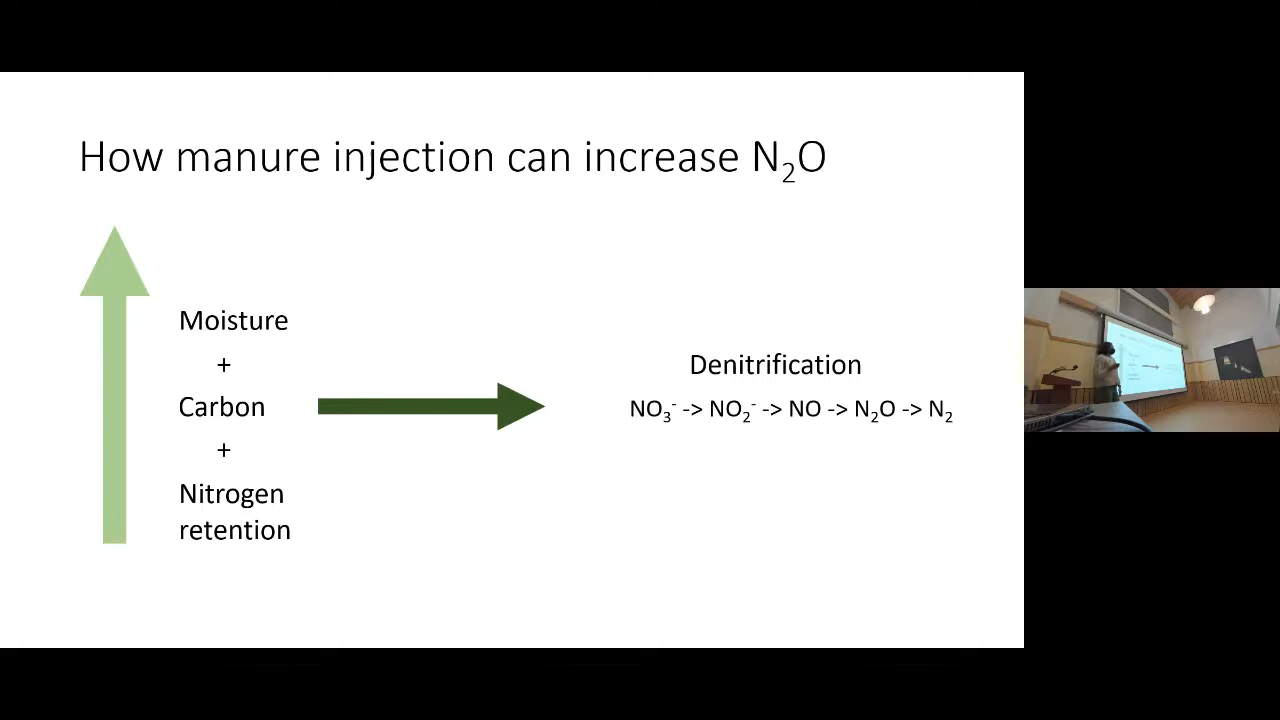 How manure injection can increase N₂O
Moisture
+
Carbon
+
Nitrogen
retention
Denitrification
NO₃⁻ -> NO₂⁻ -> NO -> N₂O -> N₂